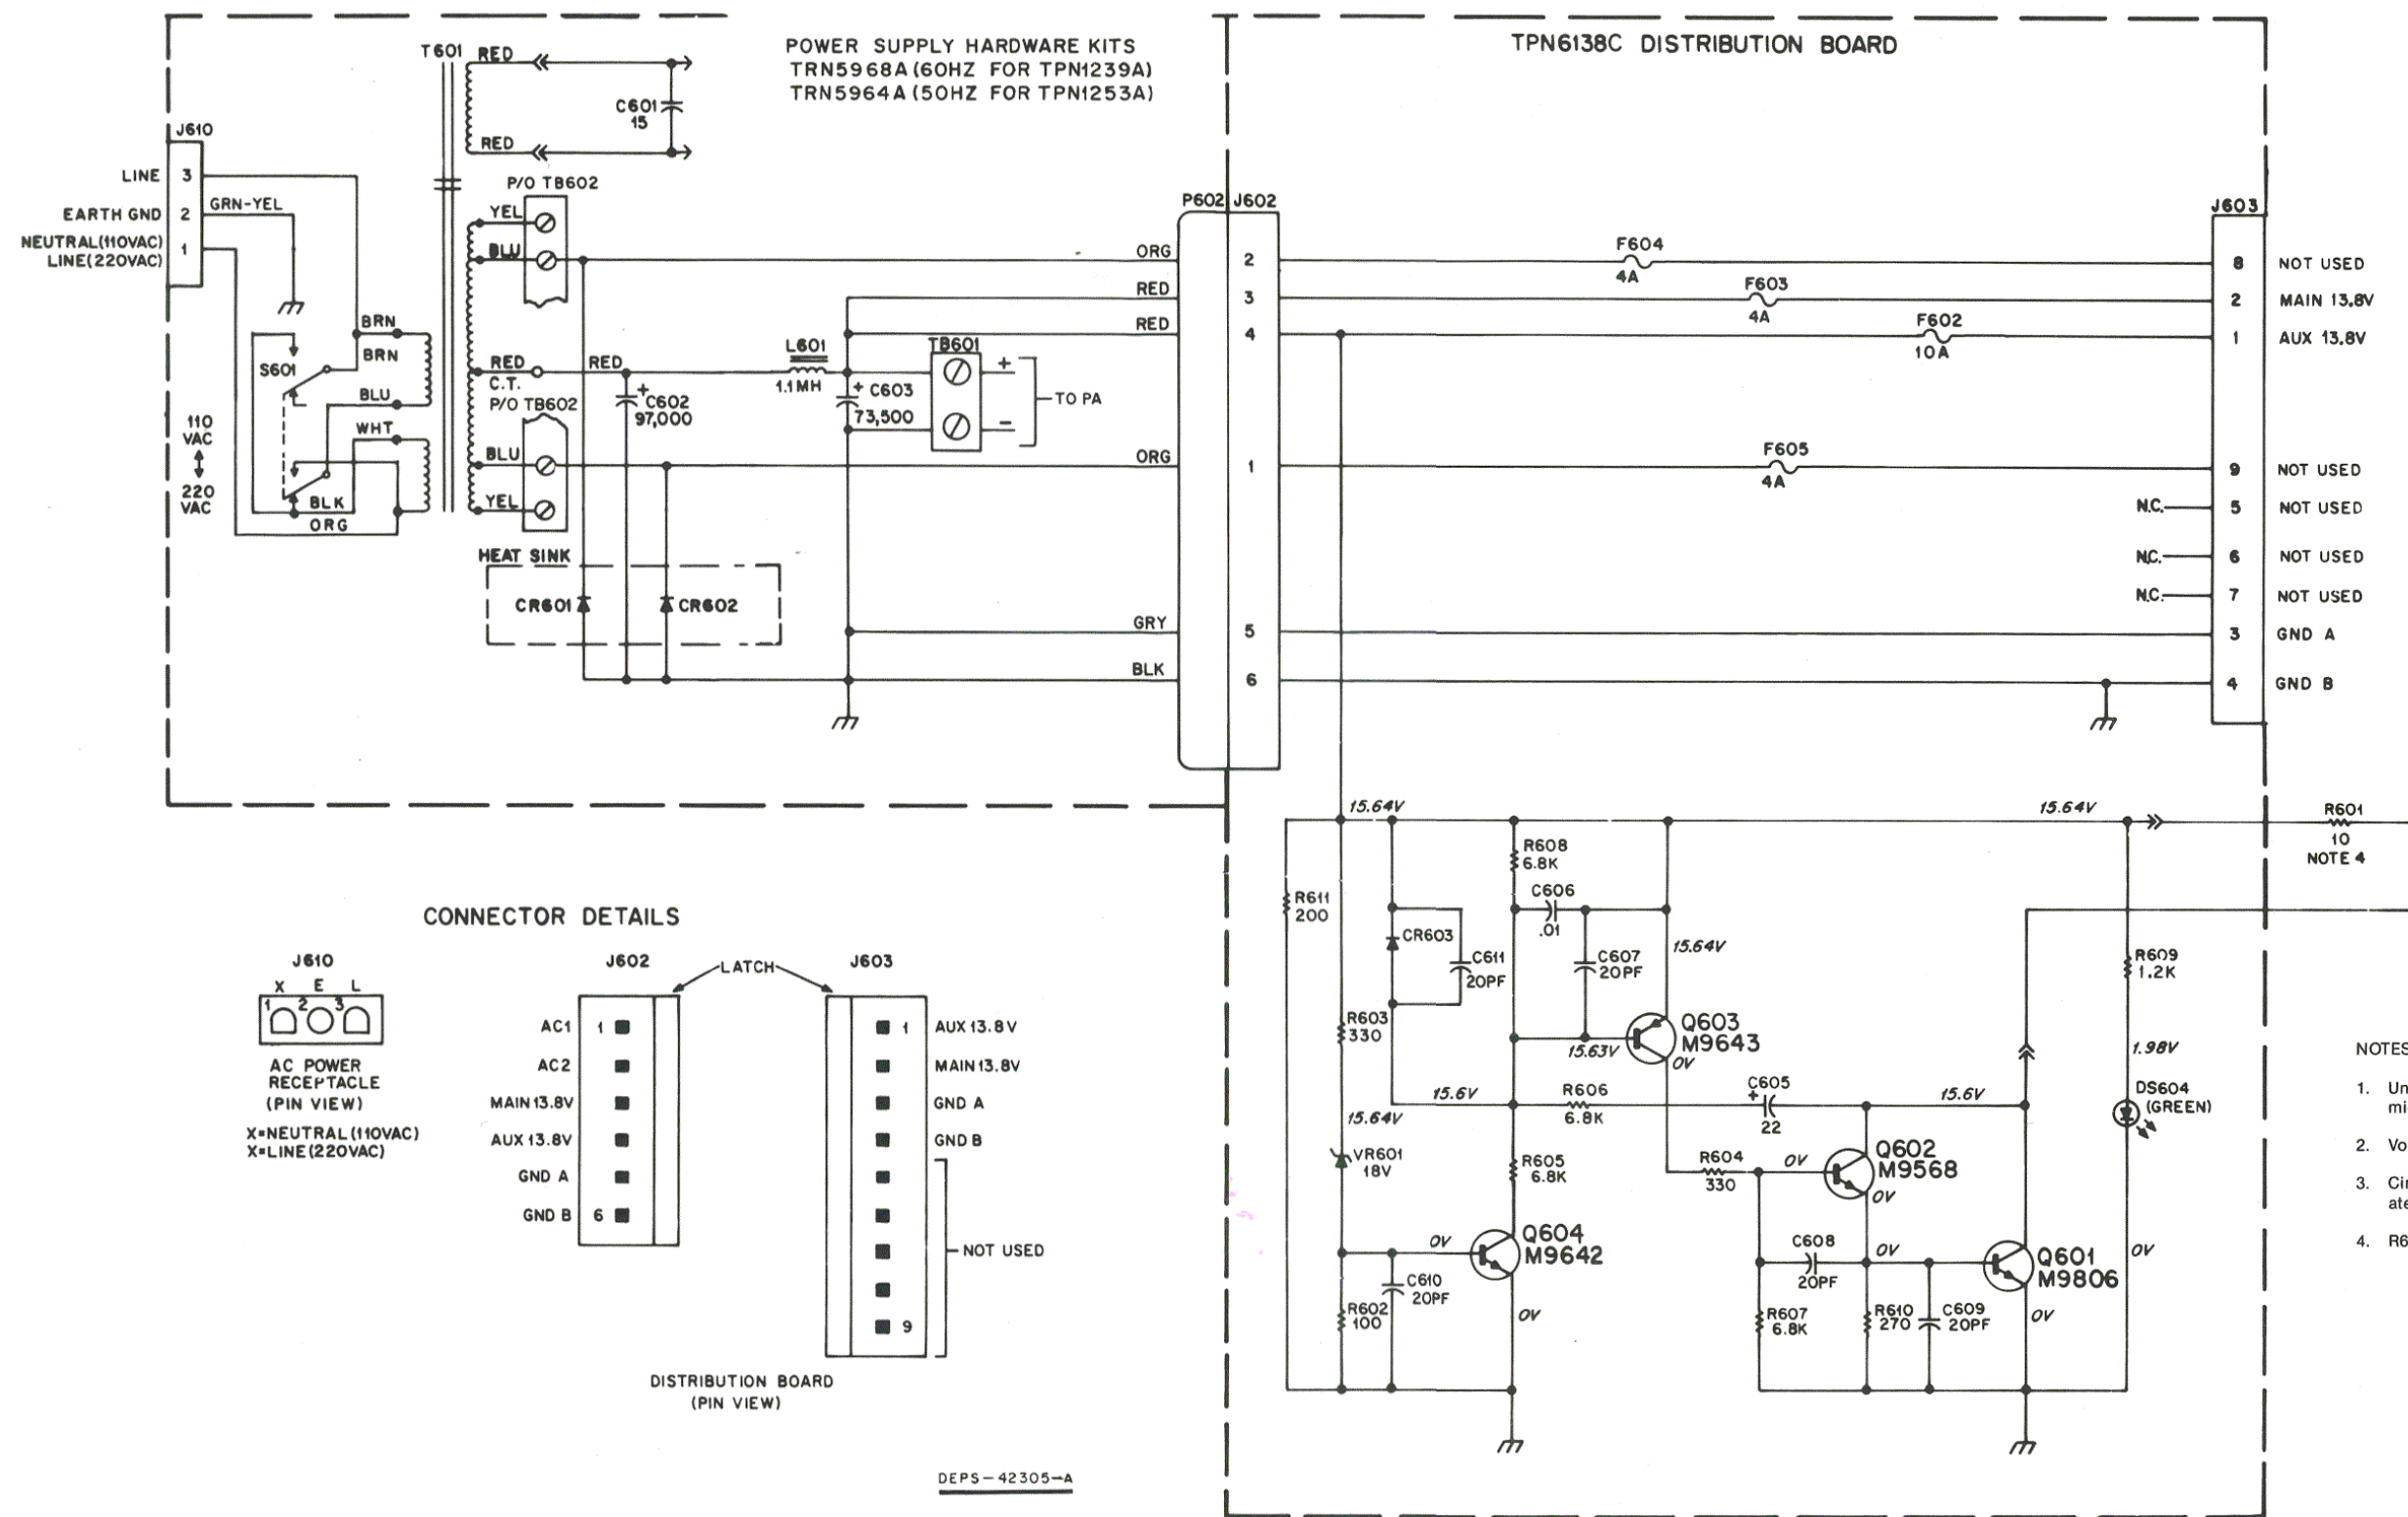 POWER SUPPLY HARDWARE KITS
TRN5968A (60HZ FOR TPN1239A)
TRN5964A (50HZ FOR TPN1253A)
TPN6138C DISTRIBUTION BOARD
T601
RED
C601
15
RED
J610
LINE 3
EARTH GND 2 GRN-YEL
NEUTRAL(110VAC) 1
LINE(220VAC)
P/O TB602
YEL
BLU
BRN
BRN
S601
BLU
WHT
110
VAC
220
VAC
BLK
ORG
RED
C.T.
RED
P/O TB602
BLU
YEL
+
C602
97,000
L601
1.1MH
+ C603
73,500
TB601
+
-
TO PA
HEAT SINK
CR601
CR602
P602 J602
ORG 2
RED 3
RED 4
ORG 1
GRY 5
BLK 6
F604
4A
F603
4A
F602
10A
F605
4A
J603
8 NOT USED
2 MAIN 13.8V
1 AUX 13.8V
9 NOT USED
N.C. 5 NOT USED
N.C. 6 NOT USED
N.C. 7 NOT USED
3 GND A
4 GND B
15.64V
15.64V
R601
10
NOTE 4
R608
6.8K
R611
200
C606
.01
CR603
C611
20PF
C607
20PF
15.64V
R609
1.2K
R603
330
Q603
M9643
15.63V
0V
1.98V
R606
6.8K
C605
+
22
15.6V
15.6V
DS604
(GREEN)
15.64V
VR601
18V
R605
6.8K
R604
330
0V
Q602
M9568
0V
0V
Q604
M9642
C610
20PF
R602
100
0V
C608
20PF
0V
Q601
M9806
0V
R607
6.8K
R610
270
C609
20PF
0V
NOTES
1. Un
mi
2. Vo
3. Cir
ate
4. R6
CONNECTOR DETAILS
J610
X E L
1 2 3
AC POWER
RECEPTACLE
(PIN VIEW)
X=NEUTRAL(110VAC)
X=LINE(220VAC)
J602
LATCH
J603
AC1 1
AC2
MAIN 13.8V
AUX 13.8V
GND A
GND B 6
1 AUX 13.8V
MAIN 13.8V
GND A
GND B
NOT USED
9
DISTRIBUTION BOARD
(PIN VIEW)
DEPS-42305-A